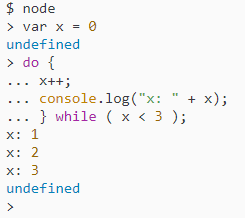 $ node
> var x = 0
undefined
> do {
... x++;
... console.log("x: " + x);
... } while ( x < 3 );
x: 1
x: 2
x: 3
undefined
>